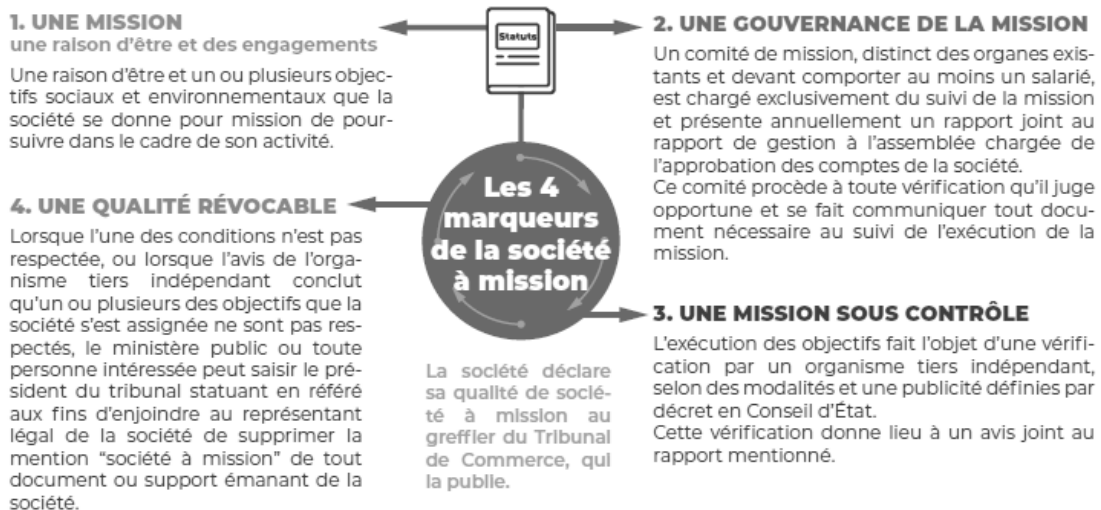 1. UNE MISSION
une raison d'être et des engagements
Une raison d'être et un ou plusieurs objec-
tifs sociaux et environnementaux que la
société se donne pour mission de pour-
suivre dans le cadre de son activité.
Statuts
2. UNE GOUVERNANCE DE LA MISSION
Un comité de mission, distinct des organes exis-
tants et devant comporter au moins un salarié,
est chargé exclusivement du suivi de la mission
et présente annuellement un rapport joint au
rapport de gestion à l'assemblée chargée de
l'approbation des comptes de la société.
Ce comité procède à toute vérification qu'il juge
opportune et se fait communiquer tout docu-
ment nécessaire au suivi de l'exécution de la
mission.
Les 4
marqueurs
de la société
à mission
3. UNE MISSION SOUS CONTRÔLE
L'exécution des objectifs fait l'objet d'une vérifi-
cation par un organisme tiers indépendant,
selon des modalités et une publicité définies par
décret en Conseil d'État.
Cette vérification donne lieu à un avis joint au
rapport mentionné.
4. UNE QUALITÉ RÉVOCABLE
Lorsque l'une des conditions n'est pas
respectée, ou lorsque l'avis de l'orga-
nisme tiers indépendant conclut
qu'un ou plusieurs des objectifs que la
société s'est assignée ne sont pas res-
pectés, le ministère public ou toute
personne intéressée peut saisir le pré-
sident du tribunal statuant en référé
aux fins d'enjoindre au représentant
légal de la société de supprimer la
mention "société à mission" de tout
document ou support émanant de la
société.
La société déclare
sa qualité de socié-
té à mission au
greffier du Tribunal
de Commerce, qui
la publie.